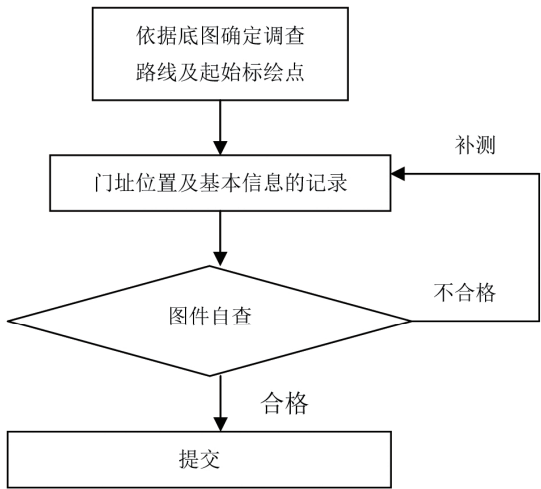 依据底图确定调查
路线及起始标绘点
补测
门址位置及基本信息的记录
不合格
图件自查
合格
提交